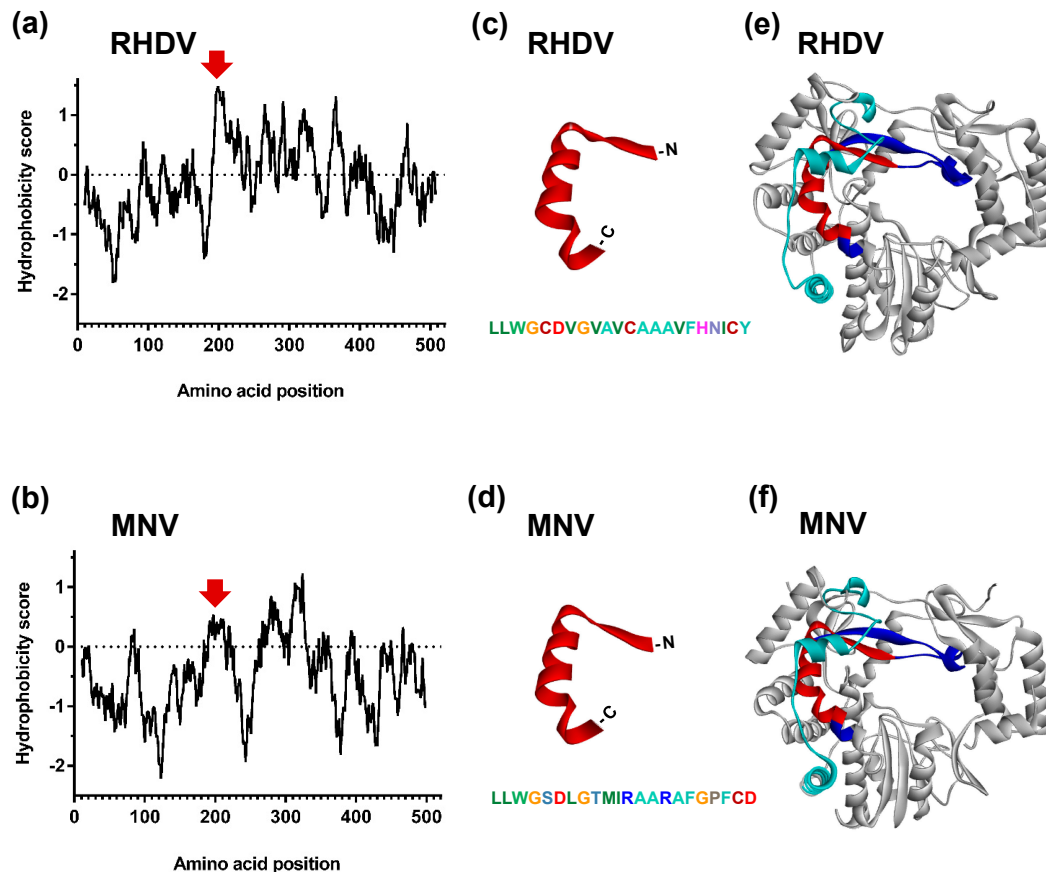 (a)
RHDV
Hydrophobicity score
1
0
-1
-2
0 100 200 300 400 500
Amino acid position
(c)
RHDV
-N
-C
LLWGCDVGVAVCAAAVFHNICY
(e)
RHDV
(b)
MNV
Hydrophobicity score
1
0
-1
-2
0 100 200 300 400 500
Amino acid position
(d)
MNV
-N
-C
LLWGSDLGTMIRAARAFGPFCD
(f)
MNV